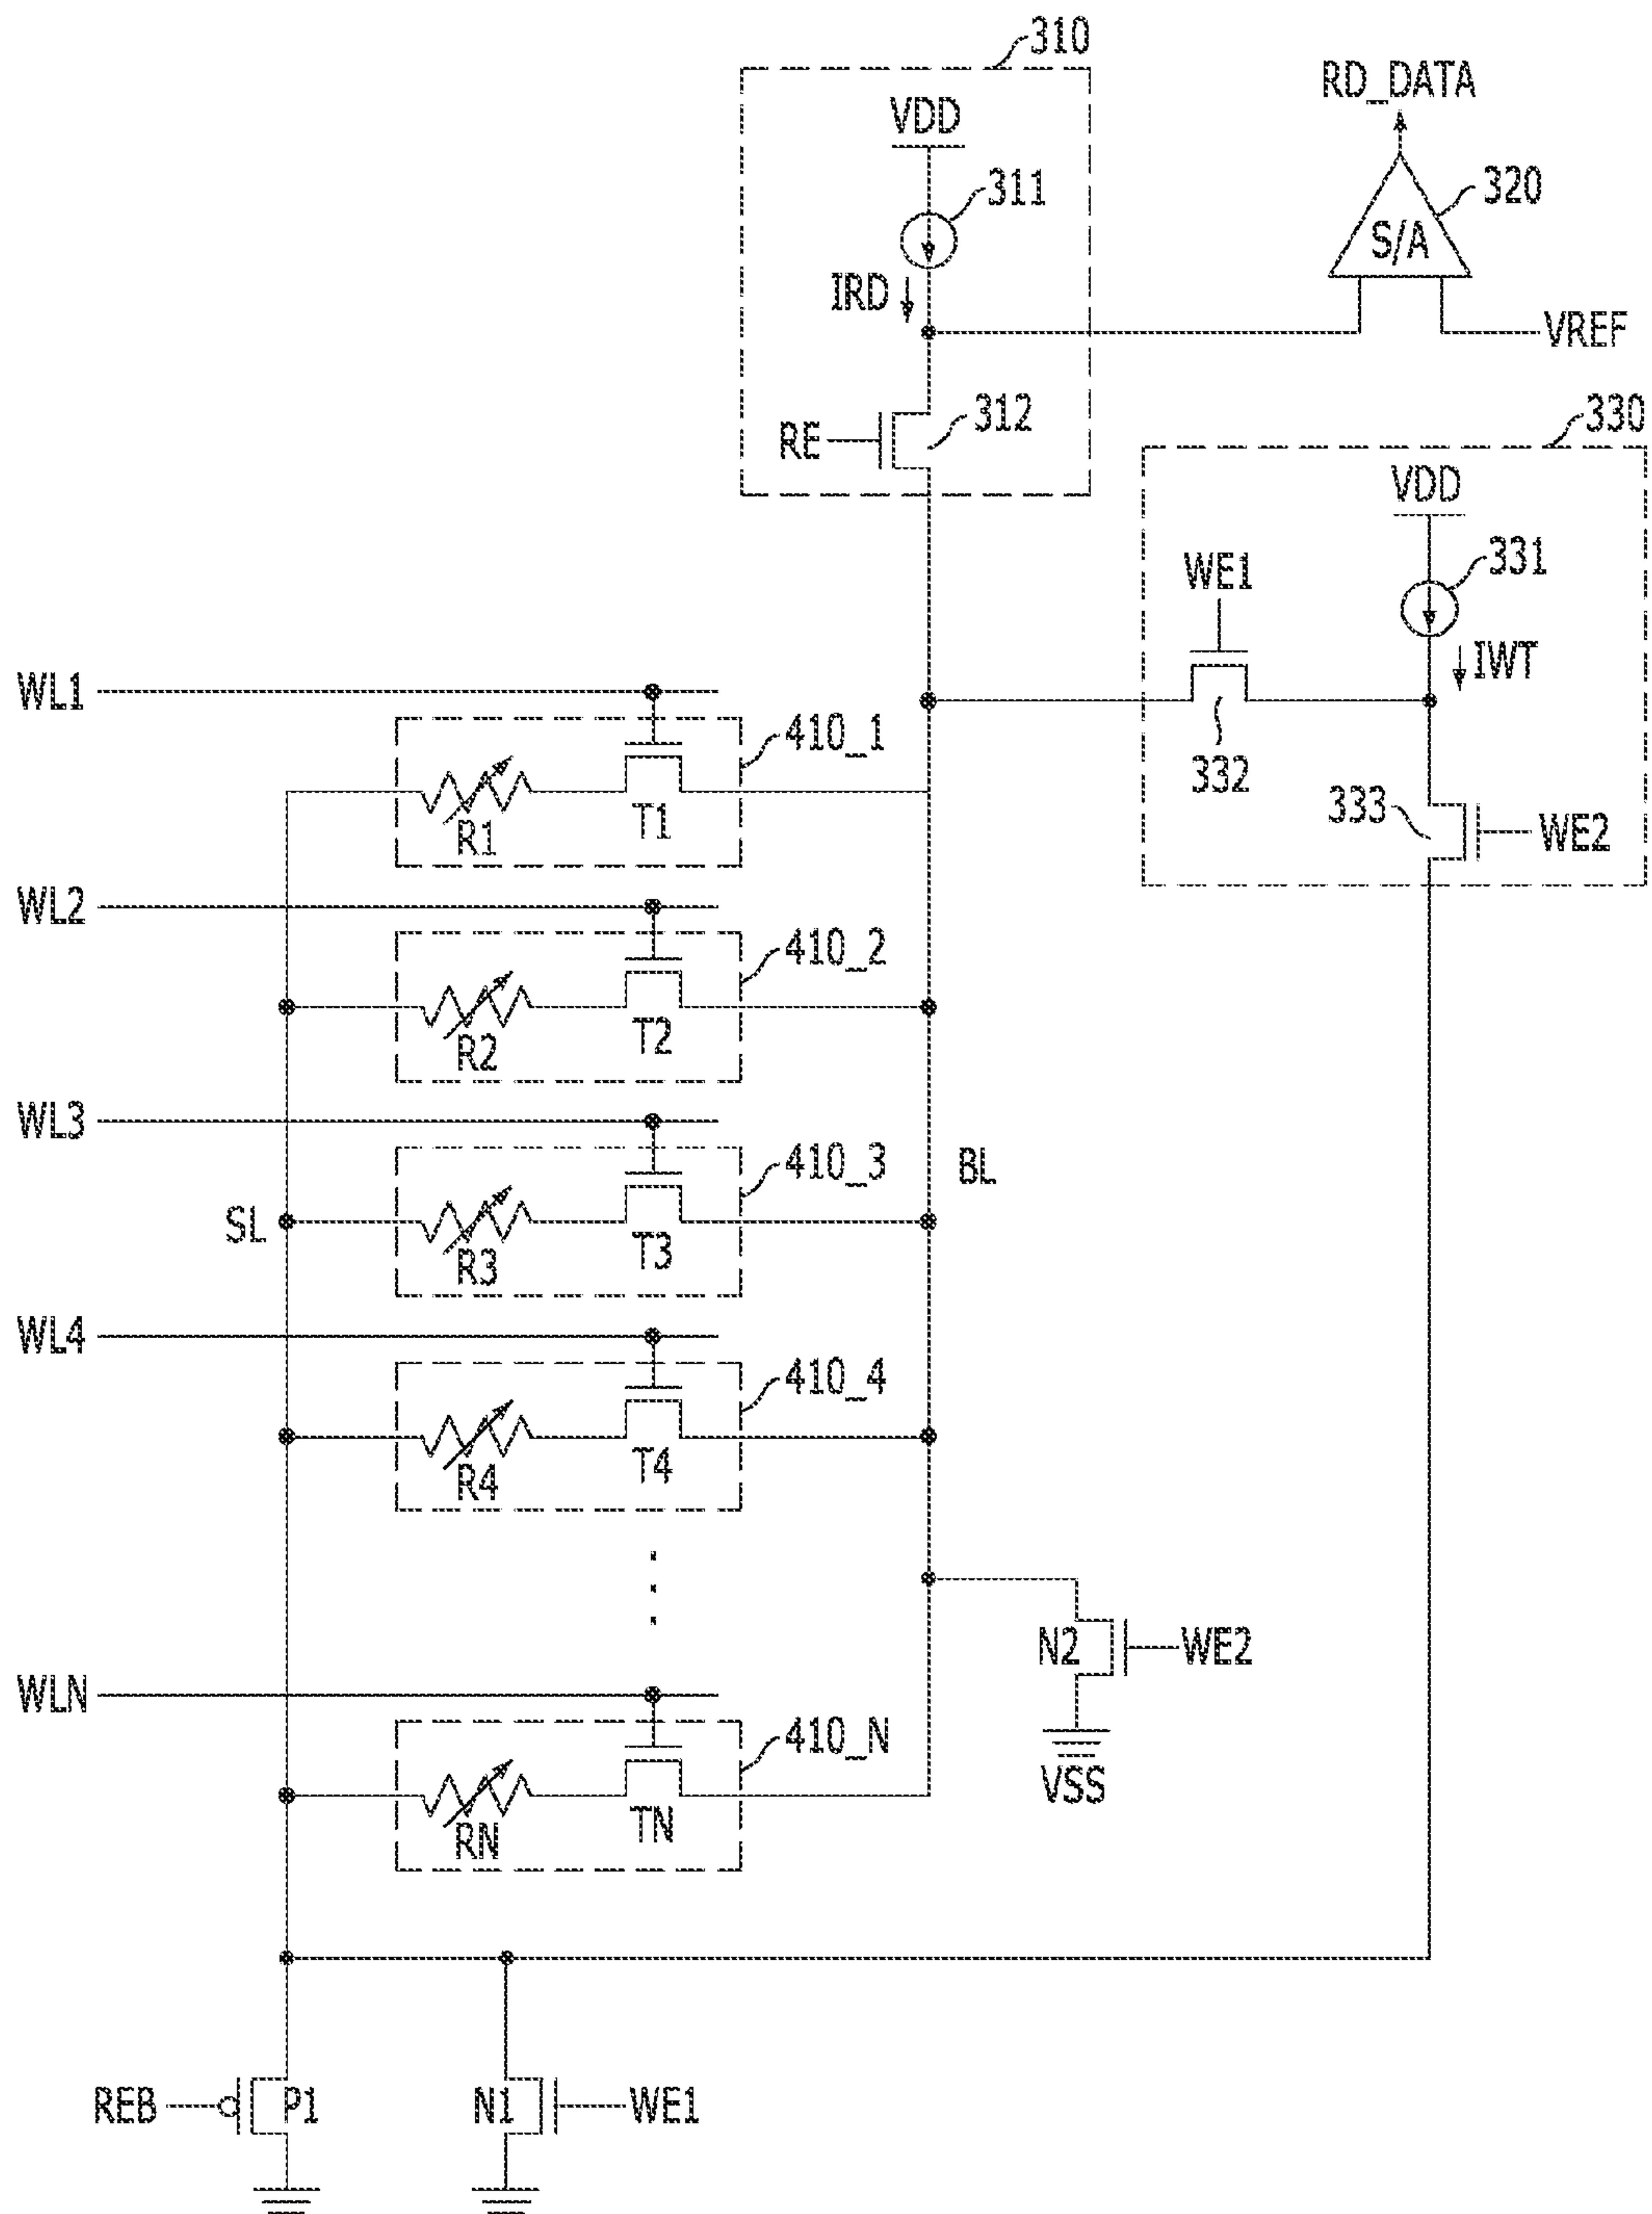 310
RD_DATA
VDD
311
320
S/A
IRD
VREF
312
330
RE
VDD
331
WE1
IWT
WL1
410_1
332
333
WE2
R1
T1
WL2
410_2
R2
T2
WL3
410_3
BL
SL
R3
T3
WL4
410_4
R4
T4
N2
WE2
WLN
410_N
VSS
RN
TN
REB
P1
N1
WE1